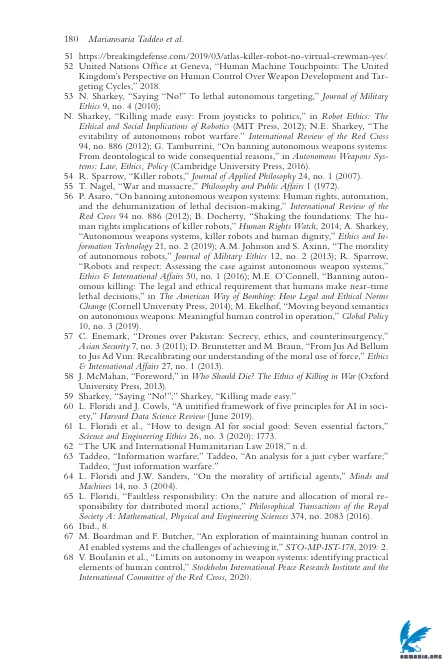 180 Mariarosaria Taddeo et al.
51 https://breakingdefense.com/2019/03/atlas-killer-robot-no-virtual-crewman-yes/.
52 United Nations Office at Geneva, “Human Machine Touchpoints: The United
Kingdom’s Perspective on Human Control Over Weapon Development and Tar-
geting Cycles,” 2018.
53 N. Sharkey, “Saying “No!” To lethal autonomous targeting,” Journal of Military
Ethics 9, no. 4 (2010);
N. Sharkey, “Killing made easy: From joysticks to politics,” in Robot Ethics: The
Ethical and Social Implications of Robotics (MIT Press, 2012); N.E. Sharkey, “The
evitability of autonomous robot warfare.” International Review of the Red Cross
94, no. 886 (2012); G. Tamburrini, “On banning autonomous weapons systems:
From deontological to wide consequential reasons,” in Autonomous Weapons Sys-
tems: Law, Ethics, Policy (Cambridge University Press, 2016).
54 R. Sparrow, “Killer robots,” Journal of Applied Philosophy 24, no. 1 (2007).
55 T. Nagel, “War and massacre,” Philosophy and Public Affairs 1 (1972).
56 P. Asaro, “On banning autonomous weapon systems: Human rights, automation,
and the dehumanization of lethal decision-making,” International Review of the
Red Cross 94 no. 886 (2012); B. Docherty, “Shaking the foundations: The hu-
man rights implications of killer robots,” Human Rights Watch, 2014; A. Sharkey,
“Autonomous weapons systems, killer robots and human dignity,” Ethics and In-
formation Technology 21, no. 2 (2019); A.M. Johnson and S. Axinn, “The morality
of autonomous robots,” Journal of Military Ethics 12, no. 2 (2013); R. Sparrow,
“Robots and respect: Assessing the case against autonomous weapon systems,”
Ethics & International Affairs 30, no. 1 (2016); M.E. O’Connell, “Banning auton-
omous killing: The legal and ethical requirement that humans make near-time
lethal decisions,” in The American Way of Bombing: How Legal and Ethical Norms
Change (Cornell University Press, 2014); M. Ekelhof, “Moving beyond semantics
on autonomous weapons: Meaningful human control in operation,” Global Policy
10, no. 3 (2019).
57 C. Enemark, “Drones over Pakistan: Secrecy, ethics, and counterinsurgency,”
Asian Security 7, no. 3 (2011); D. Brunstetter and M. Braun, “From Jus Ad Bellum
to Jus Ad Vim: Recalibrating our understanding of the moral use of force,” Ethics
& International Affairs 27, no. 1 (2013).
58 J. McMahan, “Foreword,” in Who Should Die? The Ethics of Killing in War (Oxford
University Press, 2013).
59 Sharkey, “Saying “No!”;” Sharkey, “Killing made easy.”
60 L. Floridi and J. Cowls, “A unified framework of five principles for AI in soci-
ety,” Harvard Data Science Review (June 2019).
61 L. Floridi et al., “How to design AI for social good: Seven essential factors,”
Science and Engineering Ethics 26, no. 3 (2020): 1773.
62 “The UK and International Humanitarian Law 2018,” n.d.
63 Taddeo, “Information warfare;” Taddeo, “An analysis for a just cyber warfare;”
Taddeo, “Just information warfare.”
64 L. Floridi and J.W. Sanders, “On the morality of artificial agents,” Minds and
Machines 14, no. 3 (2004).
65 L. Floridi, “Faultless responsibility: On the nature and allocation of moral re-
sponsibility for distributed moral actions,” Philosophical Transactions of the Royal
Society A: Mathematical, Physical and Engineering Sciences 374, no. 2083 (2016).
66 Ibid., 8.
67 M. Boardman and F. Butcher, “An exploration of maintaining human control in
AI enabled systems and the challenges of achieving it,” STO-MP-IST-178, 2019: 2.
68 V. Boulanin et al., “Limits on autonomy in weapon systems: identifying practical
elements of human control,” Stockholm International Peace Research Institute and the
International Committee of the Red Cross, 2020.